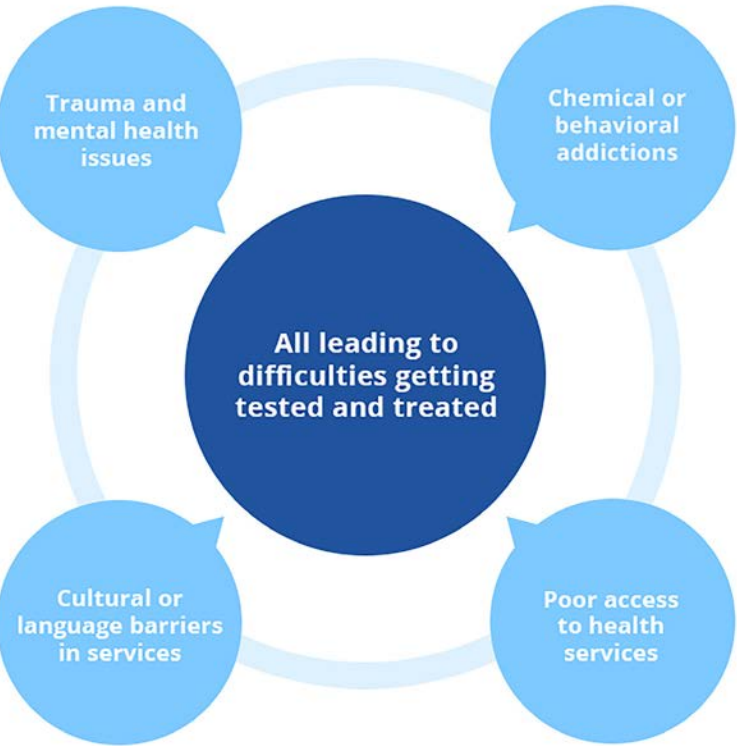 Trauma and
mental health
issues
Chemical or
behavioral
addictions
All leading to
difficulties getting
tested and treated
Cultural or
language barriers
in services
Poor access
to health
services